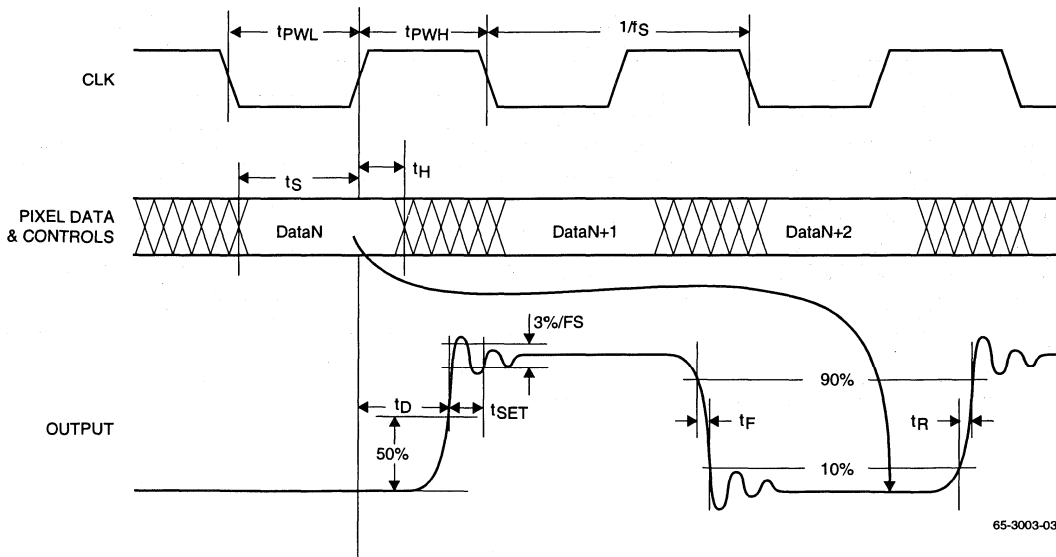 tPWL tPWH 1/fS
CLK
tS tH
PIXEL DATA
& CONTROLS
DataN DataN+1 DataN+2
3%/FS
90%
tD tSET tF tR
OUTPUT
50%
10%
65-3003-03